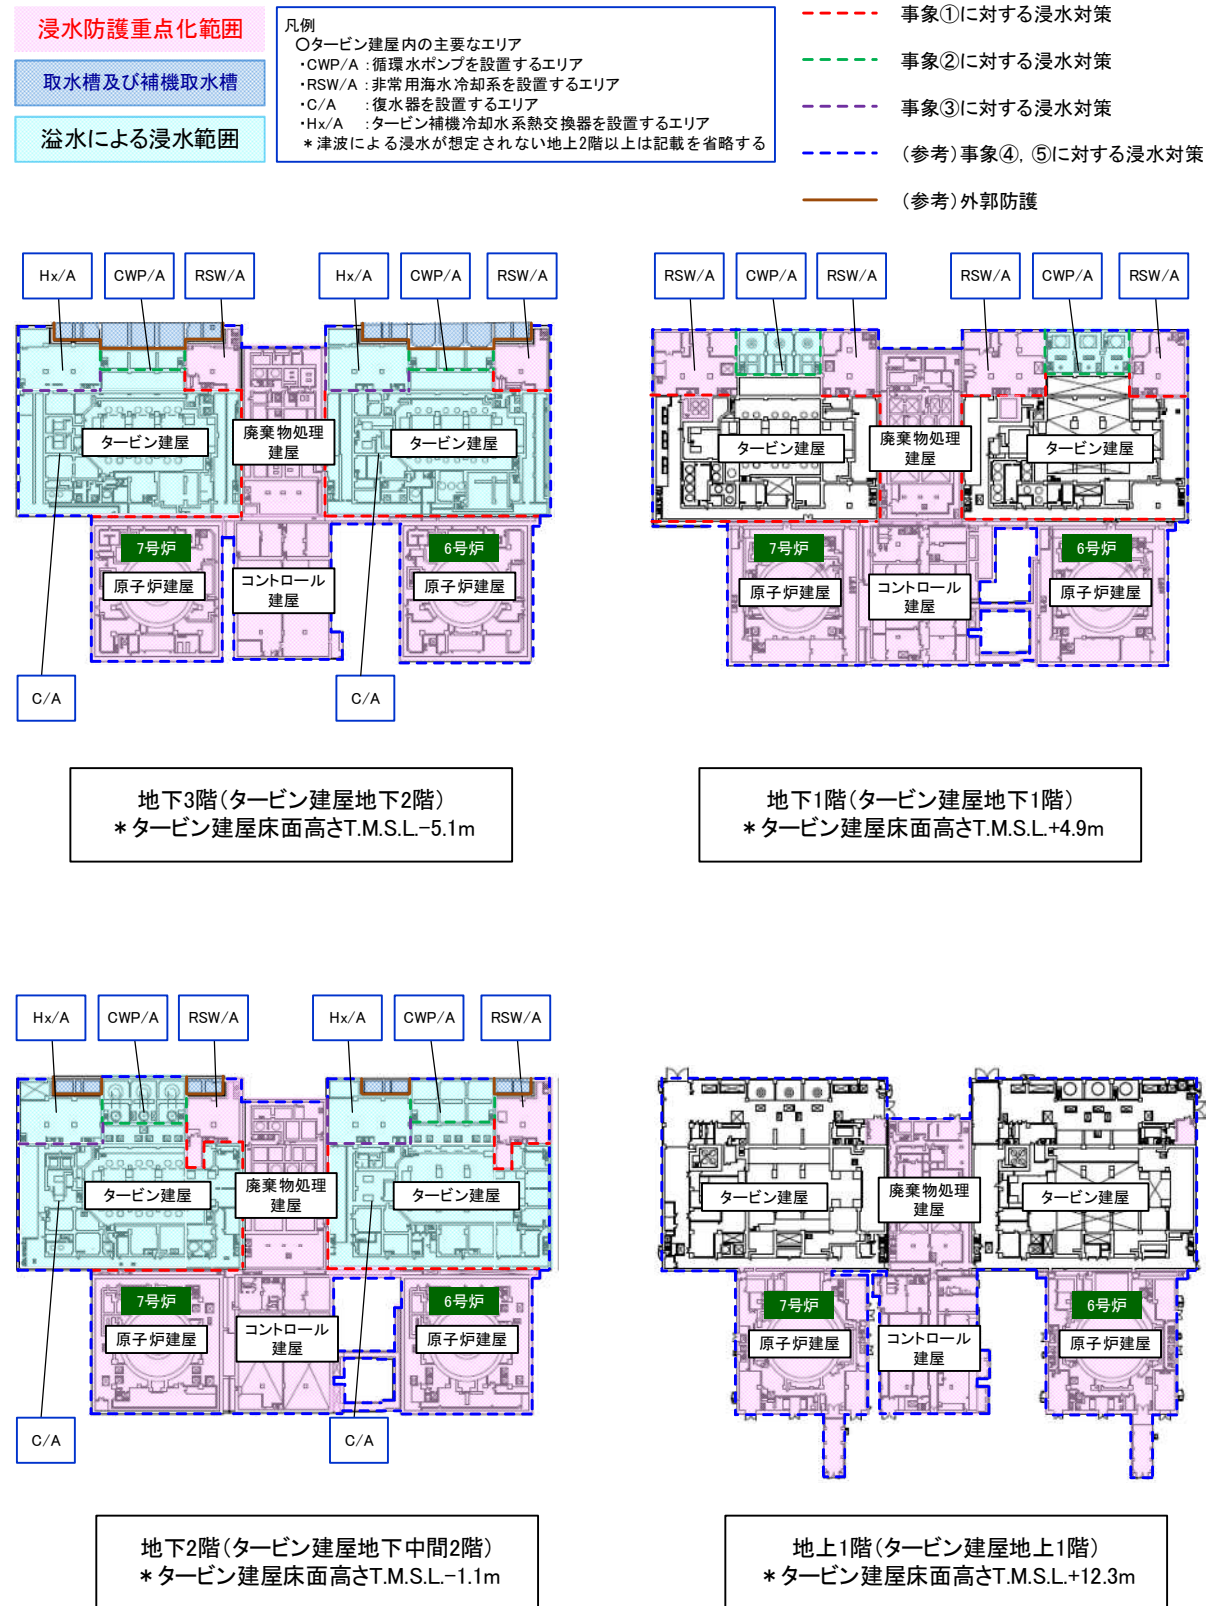 浸水防護重点化範囲
取水槽及び補機取水槽
溢水による浸水範囲
凡例
○タービン建屋内の主要なエリア
・CWP/A：循環水ポンプを設置するエリア
・RSW/A：非常用海水冷却系を設置するエリア
・C/A　：復水器を設置するエリア
・Hx/A　：タービン補機冷却水系熱交換器を設置するエリア
＊津波による浸水が想定されない地上2階以上は記載を省略する
事象①に対する浸水対策
事象②に対する浸水対策
事象③に対する浸水対策
（参考）事象④，⑤に対する浸水対策
（参考）外郭防護
Hx/A CWP/A RSW/A Hx/A CWP/A RSW/A
タービン建屋 廃棄物処理建屋 タービン建屋
7号炉 6号炉
原子炉建屋 コントロール建屋 原子炉建屋
C/A C/A
地下3階（タービン建屋地下2階）
＊タービン建屋床面高さT.M.S.L.−5.1m
RSW/A CWP/A RSW/A RSW/A CWP/A RSW/A
タービン建屋 廃棄物処理建屋 タービン建屋
7号炉 6号炉
原子炉建屋 コントロール建屋 原子炉建屋
地下1階（タービン建屋地下1階）
＊タービン建屋床面高さT.M.S.L.+4.9m
Hx/A CWP/A RSW/A Hx/A CWP/A RSW/A
タービン建屋 廃棄物処理建屋 タービン建屋
7号炉 6号炉
原子炉建屋 コントロール建屋 原子炉建屋
C/A C/A
地下2階（タービン建屋地下中間2階）
＊タービン建屋床面高さT.M.S.L.−1.1m
タービン建屋 廃棄物処理建屋 タービン建屋
7号炉 6号炉
原子炉建屋 コントロール建屋 原子炉建屋
地上1階（タービン建屋地上1階）
＊タービン建屋床面高さT.M.S.L.+12.3m